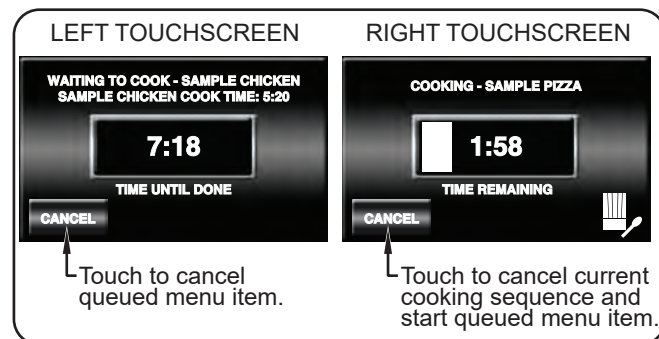 LEFT TOUCHSCREEN
WAITING TO COOK - SAMPLE CHICKEN
SAMPLE CHICKEN COOK TIME: 5:20
7:18
TIME UNTIL DONE
CANCEL
Touch to cancel
queued menu item.
RIGHT TOUCHSCREEN
COOKING - SAMPLE PIZZA
1:58
TIME REMAINING
CANCEL
Touch to cancel current
cooking sequence and
start queued menu item.